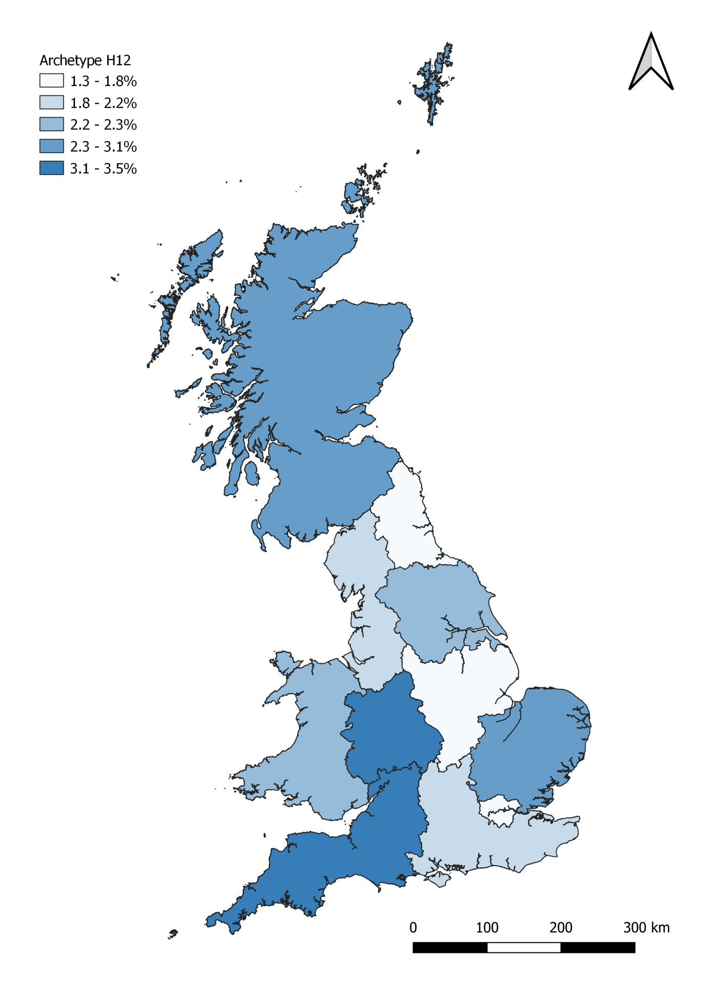 Archetype H12
1.3 - 1.8%
1.8 - 2.2%
2.2 - 2.3%
2.3 - 3.1%
3.1 - 3.5%
0 100 200 300 km